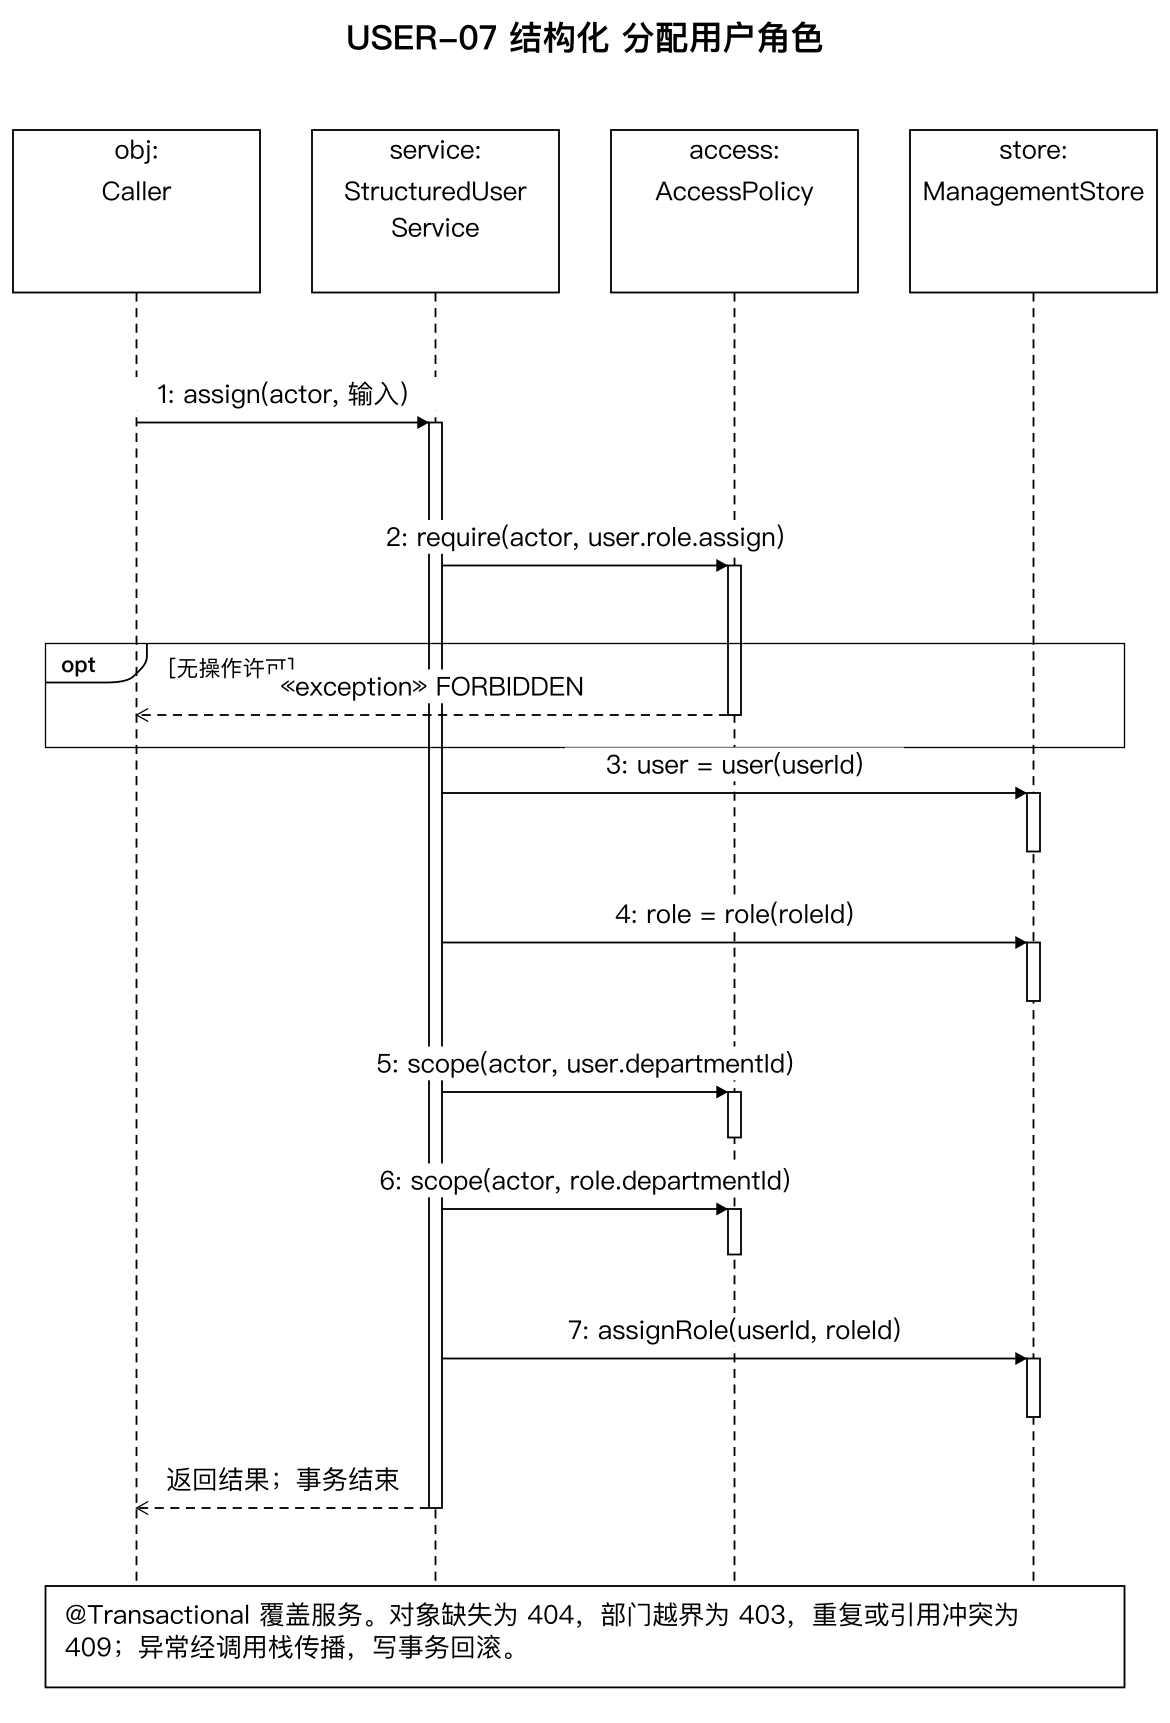 USER-07 结构化 分配用户角色
obj:
Caller
service:
StructuredUser
Service
access:
AccessPolicy
store:
ManagementStore
1: assign(actor, 输入)
2: require(actor, user.role.assign)
opt
[无操作许可]
«exception» FORBIDDEN
3: user = user(userId)
4: role = role(roleId)
5: scope(actor, user.departmentId)
6: scope(actor, role.departmentId)
7: assignRole(userId, roleId)
返回结果；事务结束
@Transactional 覆盖服务。对象缺失为 404，部门越界为 403，重复或引用冲突为
409；异常经调用栈传播，写事务回滚。